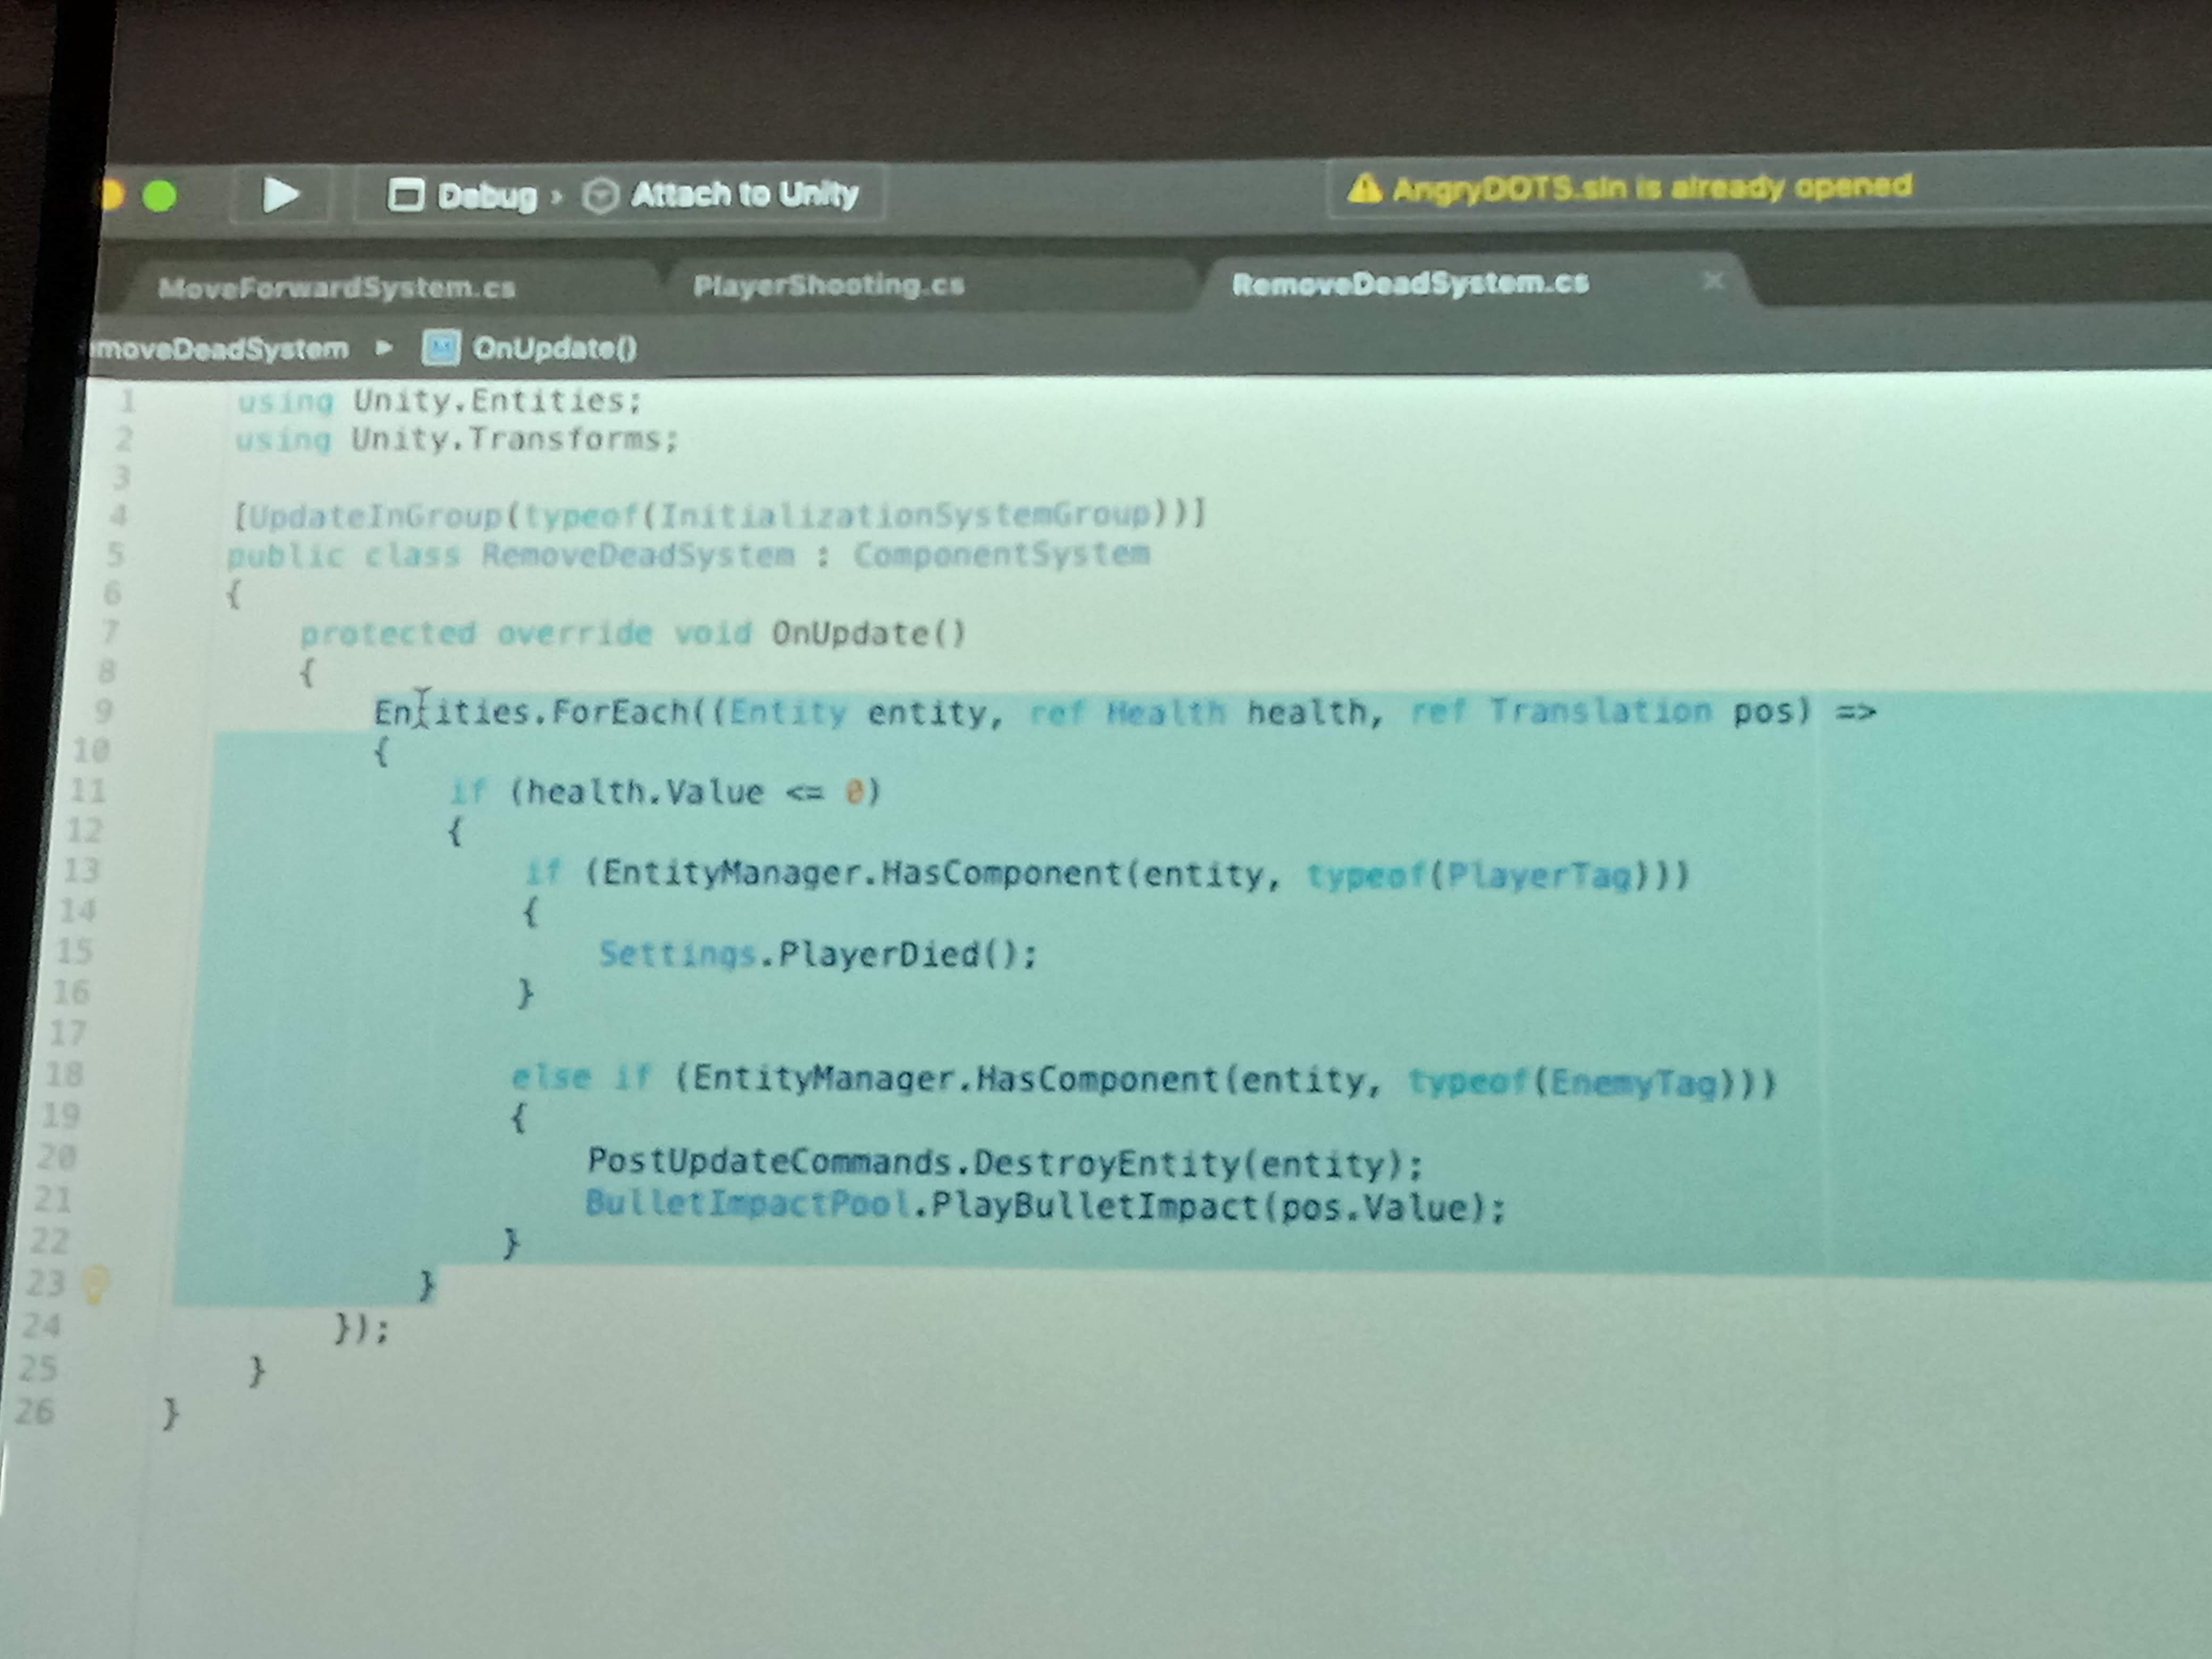 Debug › Attach to Unity
AngryDOTS.sln is already opened
MoveForwardSystem.cs PlayerShooting.cs RemoveDeadSystem.cs ×
moveDeadSystem ▸ OnUpdate()
1 using Unity.Entities;
2 using Unity.Transforms;
3
4 [UpdateInGroup(typeof(InitializationSystemGroup))]
5 public class RemoveDeadSystem : ComponentSystem
6 {
7 protected override void OnUpdate()
8 {
9 Entities.ForEach((Entity entity, ref Health health, ref Translation pos) =>
10 {
11 if (health.Value <= 0)
12 {
13 if (EntityManager.HasComponent(entity, typeof(PlayerTag)))
14 {
15 Settings.PlayerDied();
16 }
17
18 else if (EntityManager.HasComponent(entity, typeof(EnemyTag)))
19 {
20 PostUpdateCommands.DestroyEntity(entity);
21 BulletImpactPool.PlayBulletImpact(pos.Value);
22 }
23 }
24 });
25 }
26 }